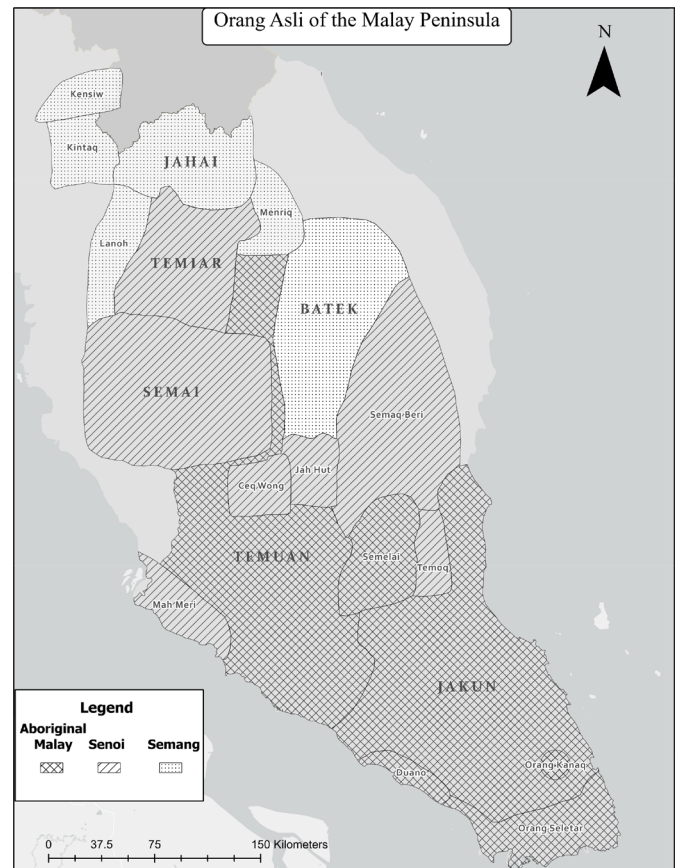 Orang Asli of the Malay Peninsula
N
Kensiw
Kintaq
JAHAI
Menriq
Lanoh
TEMIAR
BATEK
SEMAI
Semaq Beri
Jah Hut
Ceq Wong
TEMUAN
Semelai
Temoq
Mah Meri
JAKUN
Duano
Orang Kanaq
Orang Seletar
Legend
Aboriginal
Malay Senoi Semang
0 37.5 75 150 Kilometers